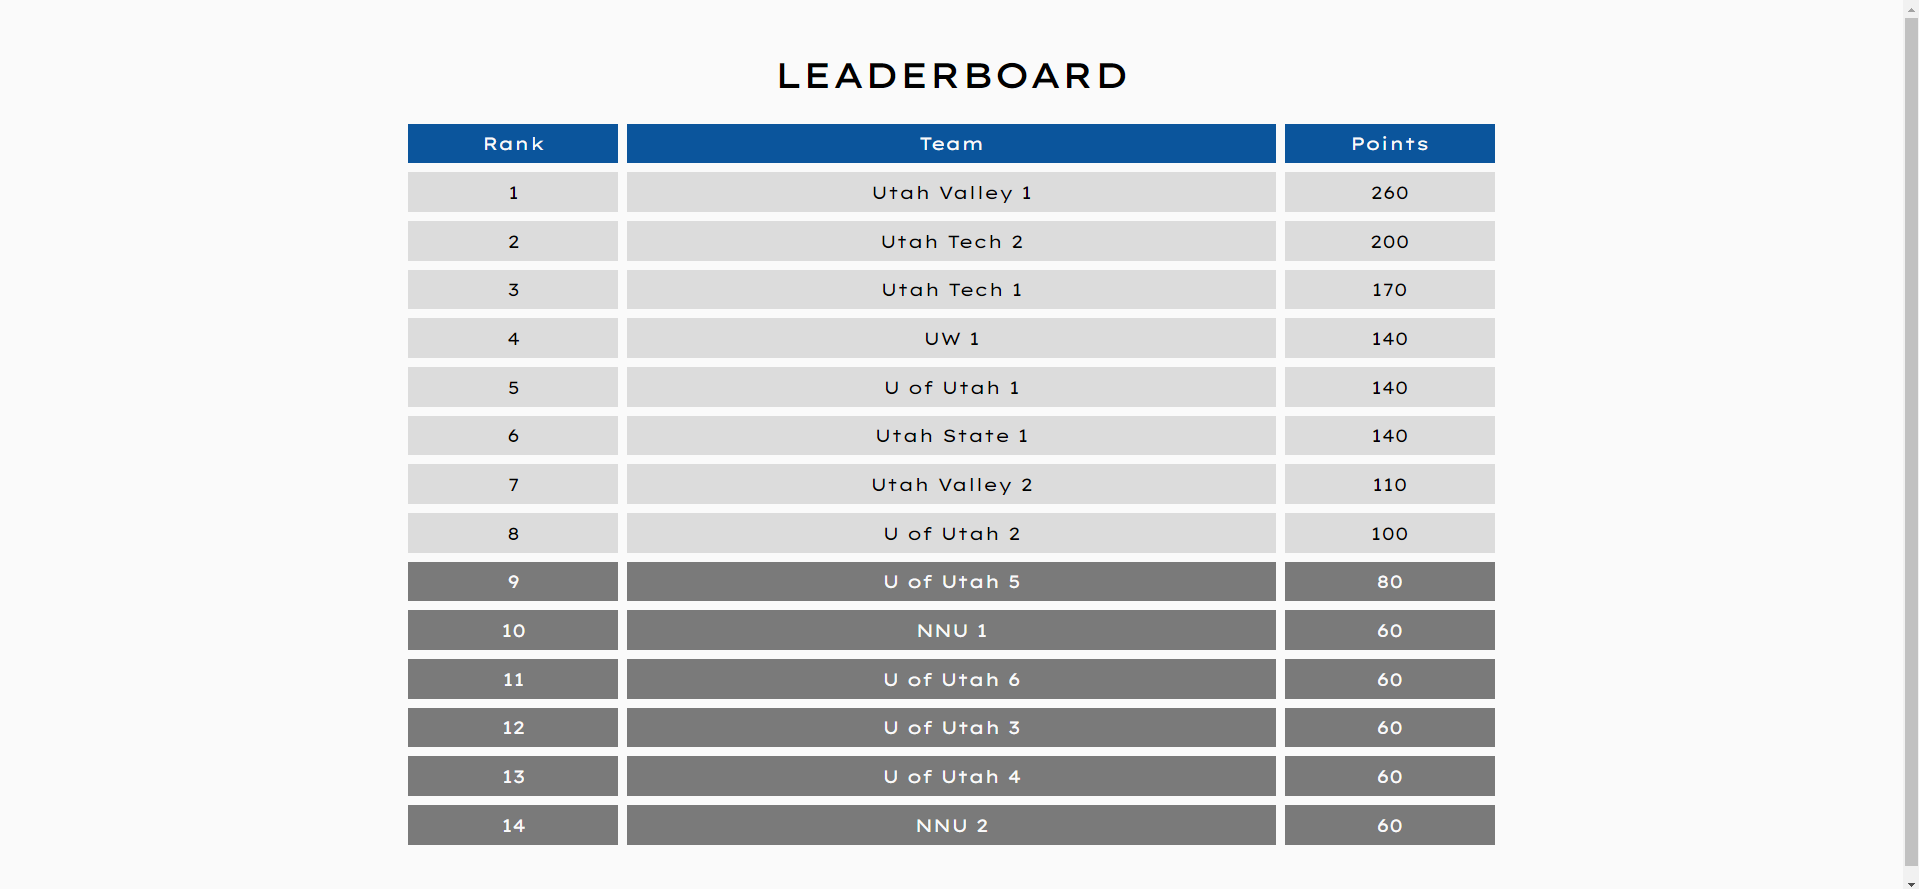 LEADERBOARD
Rank Team Points
1 Utah Valley 1 260
2 Utah Tech 2 200
3 Utah Tech 1 170
4 UW 1 140
5 U of Utah 1 140
6 Utah State 1 140
7 Utah Valley 2 110
8 U of Utah 2 100
9 U of Utah 5 80
10 NNU 1 60
11 U of Utah 6 60
12 U of Utah 3 60
13 U of Utah 4 60
14 NNU 2 60